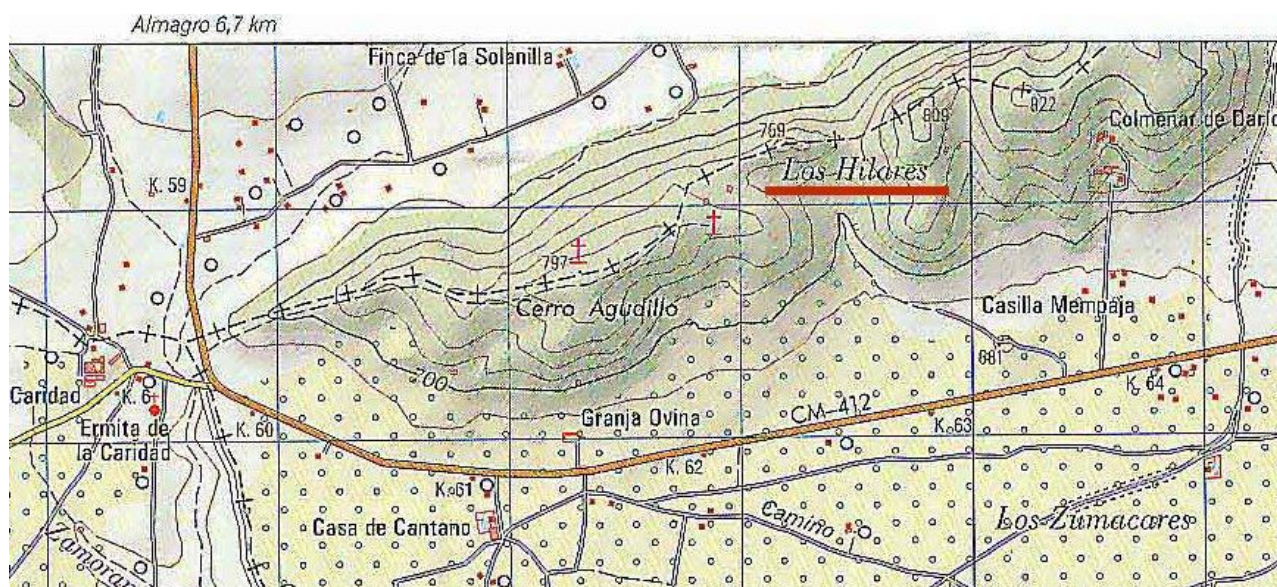 Almagro 6,7 km
Finca de la Solanilla
K. 59
769
809
822
Colmenar de Darío
Los Hilares
797
Cerro Agudillo
Casilla Mempaja
681
700
Caridad
K. 6
Ermita de
la Caridad
K. 60
Granja Ovina
CM-412
K. 62
K. 63
K. 64
K. 61
Casa de Cantano
Camino
Los Zumacares